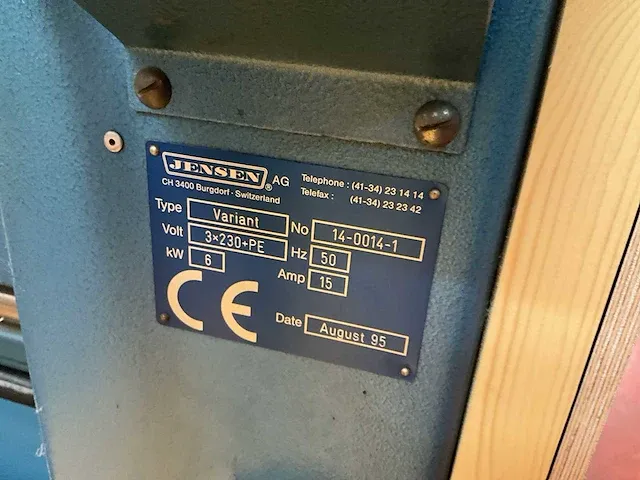 JENSEN® AG
CH 3400 Burgdorf · Switzerland
Telephone : (41-34) 23 14 14
Telefax : (41-34) 23 23 42
Type Variant No 14-0014-1
Volt 3×230+PE Hz 50
kW 6 Amp 15
CE
Date August 95